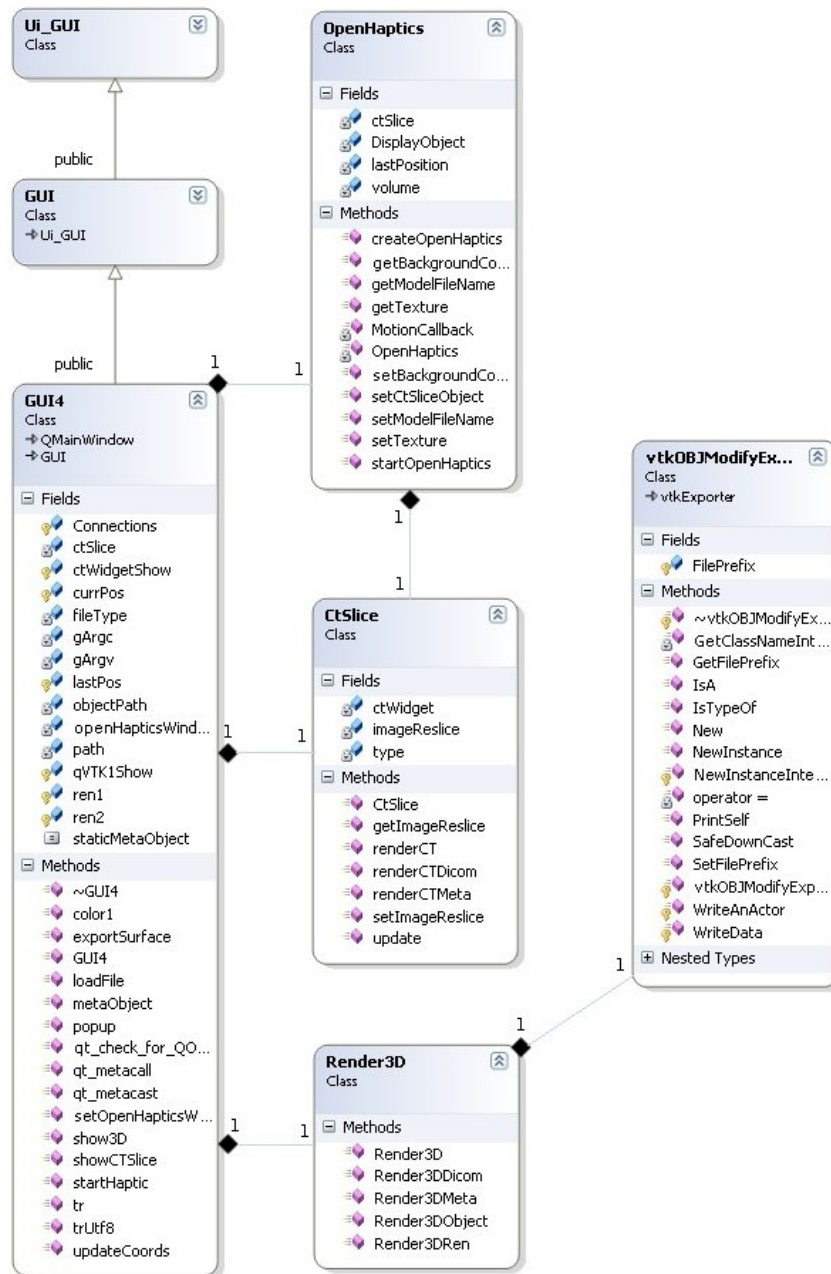 Ui_GUI
Class
public
GUI
Class
Ui_GUI
public
GUI4
Class
QMainWindow
GUI
Fields
Connections
ctSlice
ctWidgetShow
currPos
fileType
gArgc
gArgv
lastPos
objectPath
openHapticsWind...
path
qVTK1Show
ren1
ren2
staticMetaObject
Methods
~GUI4
color1
exportSurface
GUI4
loadFile
metaObject
popup
qt_check_for_QO...
qt_metacall
qt_metacast
setOpenHapticsW...
show3D
showCTSlice
startHaptic
tr
trUtf8
updateCoords
1
1
OpenHaptics
Class
Fields
ctSlice
DisplayObject
lastPosition
volume
Methods
createOpenHaptics
getBackgroundCo...
getModelFileName
getTexture
MotionCallback
OpenHaptics
setBackgroundCo...
setCtSliceObject
setModelFileName
setTexture
startOpenHaptics
1
1
1
1
CtSlice
Class
Fields
ctWidget
imageReslice
type
Methods
CtSlice
getImageReslice
renderCT
renderCTDicom
renderCTMeta
setImageReslice
update
1
1
Render3D
Class
Methods
Render3D
Render3DDicom
Render3DMeta
Render3DObject
Render3DRen
1
1
vtkOBJModifyEx...
Class
vtkExporter
Fields
FilePrefix
Methods
~vtkOBJModifyEx...
GetClassNameInt...
GetFilePrefix
IsA
IsTypeOf
New
NewInstance
NewInstanceInte...
operator =
PrintSelf
SafeDownCast
SetFilePrefix
vtkOBJModifyExp...
WriteAnActor
WriteData
Nested Types